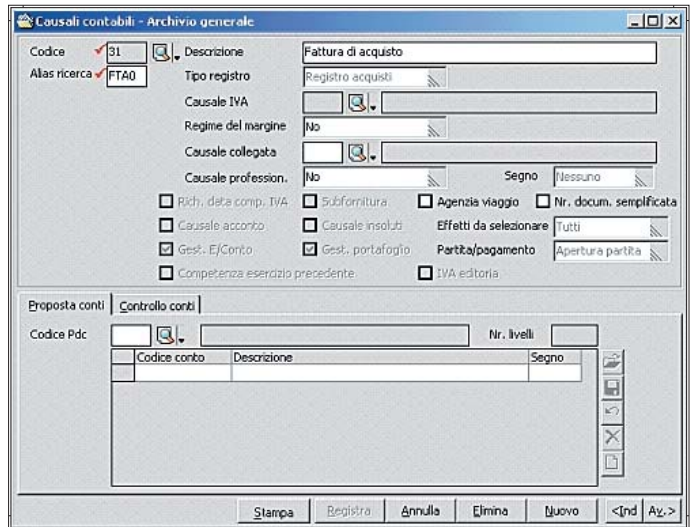 Causali contabili - Archivio generale
Codice 31 Descrizione Fattura di acquisto
Alias ricerca FTA0 Tipo registro Registro acquisti
Causale IVA
Regime del margine No
Causale collegata
Causale profession. No Segno Nessuno
Rich. data comp. IVA Subfornitura Agenzia viaggio Nr. docum. semplificata
Causale acconto Causale insoluti Effetti da selezionare Tutti
Gest. E/Conto Gest. portafogio Partita/pagamento Apertura partita
Competenza esercizio precedente IVA editoria
Proposta conti Controllo conti
Codice Pdc Nr. livelli
Codice conto Descrizione Segno
Stampa Registra Annulla Elimina Nuovo <Ind Av.>